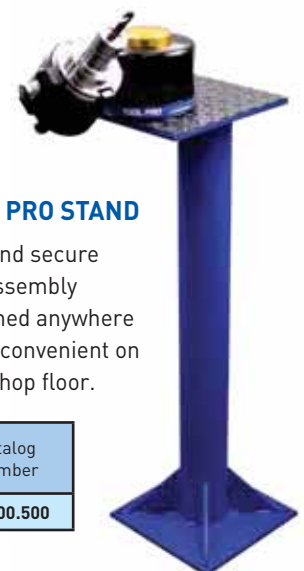 PRO STAND
nd secure
ssembly
ned anywhere
convenient on
hop floor.
talog
mber
00.500